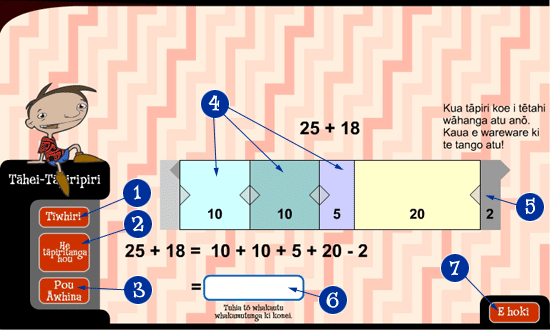 25 + 18
Kua tāpiri koe i tētahi
wāhanga atu anō.
Kaua e wareware ki
te tango atu!
4
Tāhei-Tāpiripiri
1
Tiwhiri
2
He
tāpiritanga
hou
3
Pou
Āwhina
10
10
5
20
2
5
25 + 18 = 10 + 10 + 5 + 20 - 2
=
6
Tuhia tō whakautu
whakamutunga ki konei.
7
E hoki